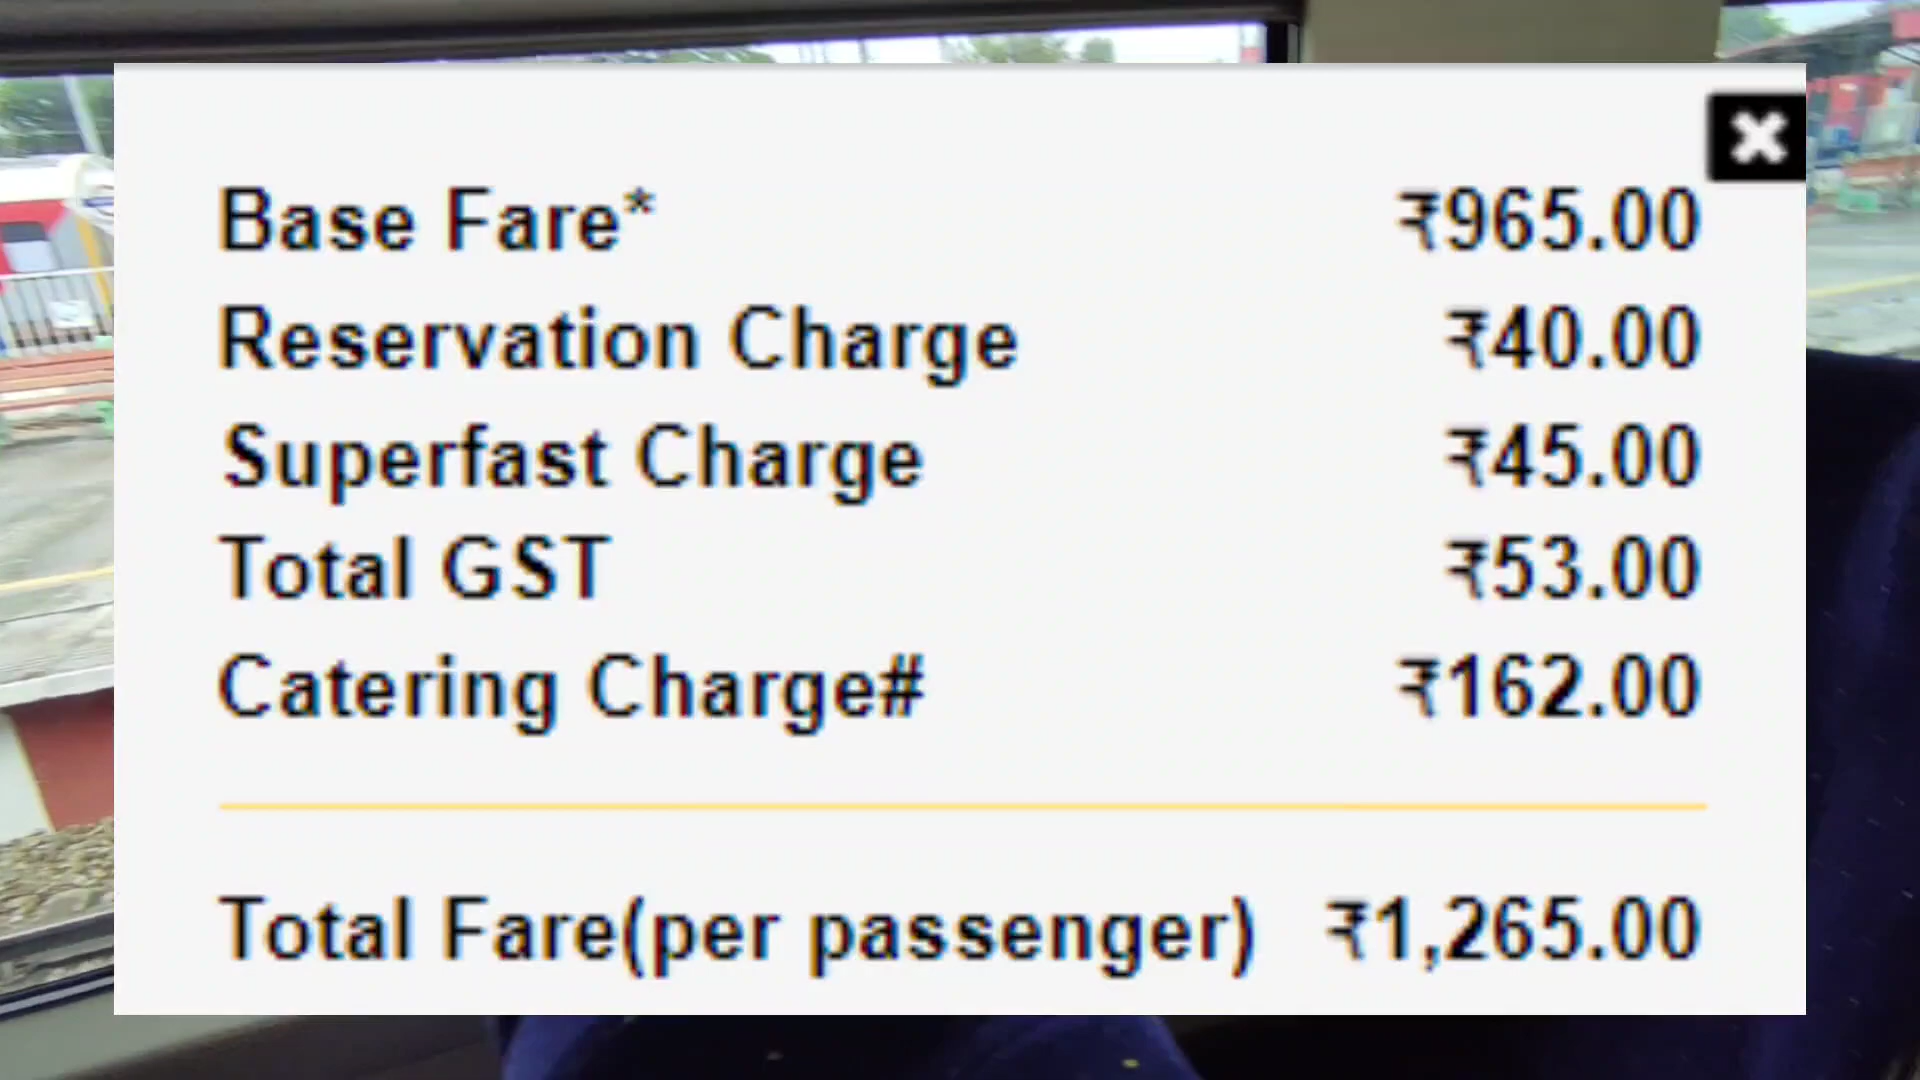 Base Fare* ₹965.00
Reservation Charge ₹40.00
Superfast Charge ₹45.00
Total GST ₹53.00
Catering Charge# ₹162.00
Total Fare(per passenger) ₹1,265.00